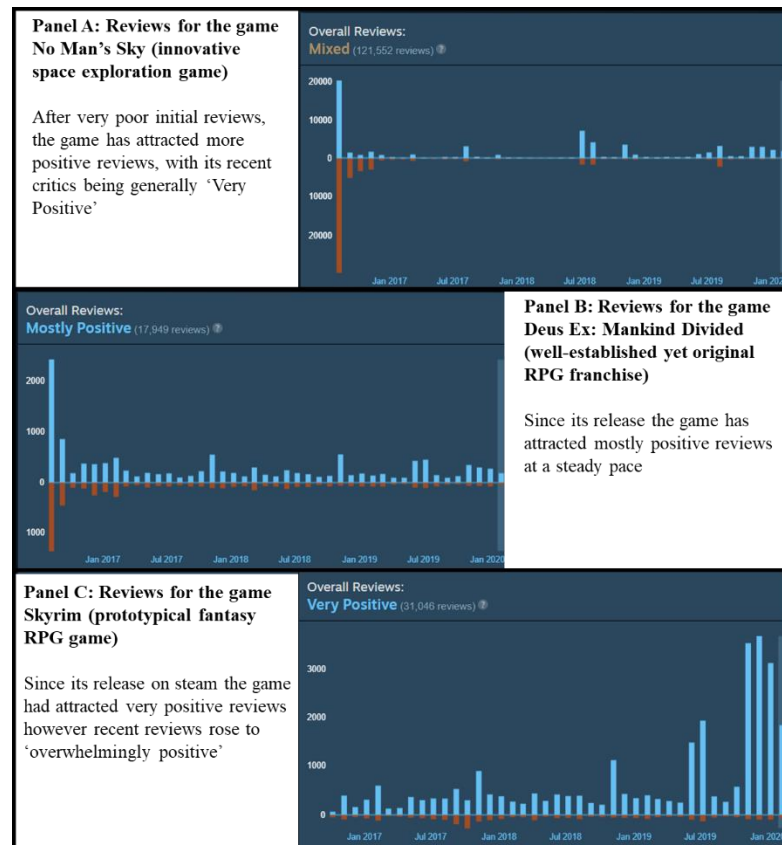 Panel A: Reviews for the game
No Man's Sky (innovative
space exploration game)
After very poor initial reviews,
the game has attracted more
positive reviews, with its recent
critics being generally ‘Very
Positive’
Overall Reviews:
Mixed (121,552 reviews) ?
20000
10000
0
10000
20000
Jan 2017 Jul 2017 Jan 2018 Jul 2018 Jan 2019 Jul 2019 Jan 2020
Overall Reviews:
Mostly Positive (17,949 reviews) ?
2000
1000
0
1000
Jan 2017 Jul 2017 Jan 2018 Jul 2018 Jan 2019 Jul 2019 Jan 2020
Panel B: Reviews for the game
Deus Ex: Mankind Divided
(well-established yet original
RPG franchise)
Since its release the game has
attracted mostly positive reviews
at a steady pace
Panel C: Reviews for the game
Skyrim (prototypical fantasy
RPG game)
Since its release on steam the game
had attracted very positive reviews
however recent reviews rose to
‘overwhelmingly positive’
Overall Reviews:
Very Positive (31,046 reviews) ?
3000
2000
1000
0
Jan 2017 Jul 2017 Jan 2018 Jul 2018 Jan 2019 Jul 2019 Jan 2020